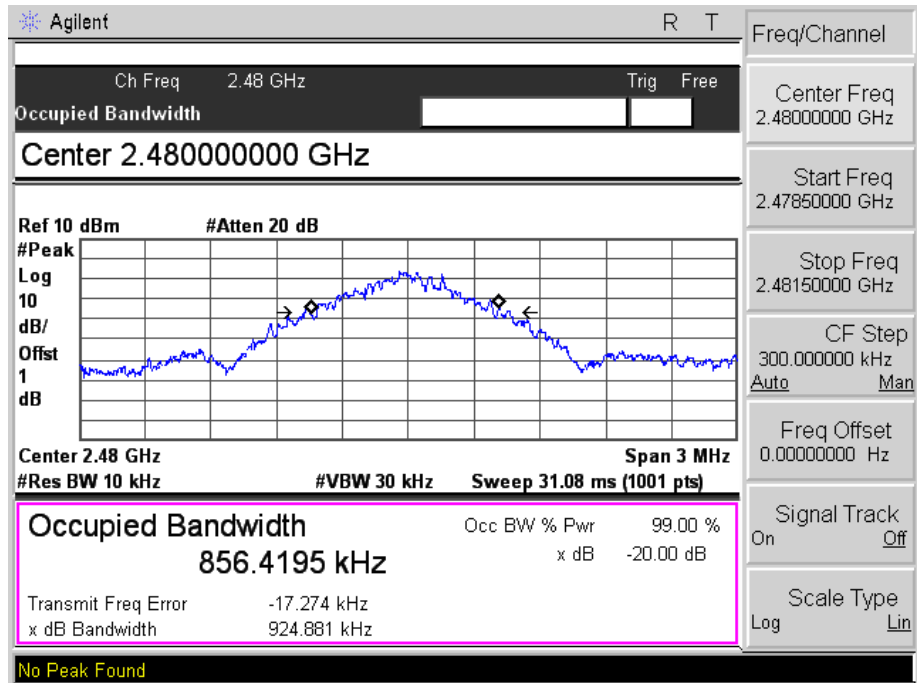 Agilent R T
Freq/Channel
Ch Freq 2.48 GHz Trig Free
Occupied Bandwidth
Center 2.480000000 GHz
Ref 10 dBm #Atten 20 dB
#Peak
Log
10
dB/
Offst
1
dB
Center 2.48 GHz Span 3 MHz
#Res BW 10 kHz #VBW 30 kHz Sweep 31.08 ms (1001 pts)
Occupied Bandwidth
856.4195 kHz
Occ BW % Pwr 99.00 %
x dB -20.00 dB
Transmit Freq Error -17.274 kHz
x dB Bandwidth 924.881 kHz
No Peak Found
Center Freq
2.48000000 GHz
Start Freq
2.47850000 GHz
Stop Freq
2.48150000 GHz
CF Step
300.000000 kHz
Auto Man
Freq Offset
0.00000000 Hz
Signal Track
On Off
Scale Type
Log Lin